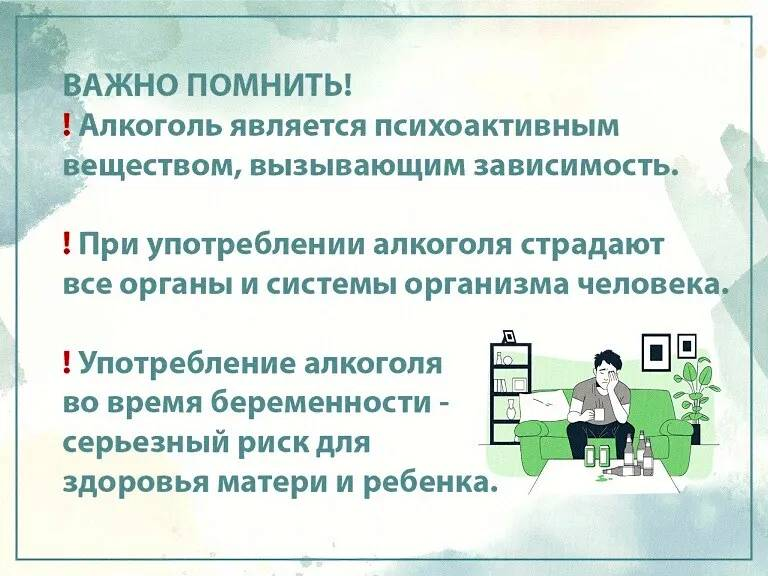 ВАЖНО ПОМНИТЬ!
! Алкоголь является психоактивным
веществом, вызывающим зависимость.
! При употреблении алкоголя страдают
все органы и системы организма человека.
! Употребление алкоголя
во время беременности -
серьезный риск для
здоровья матери и ребенка.